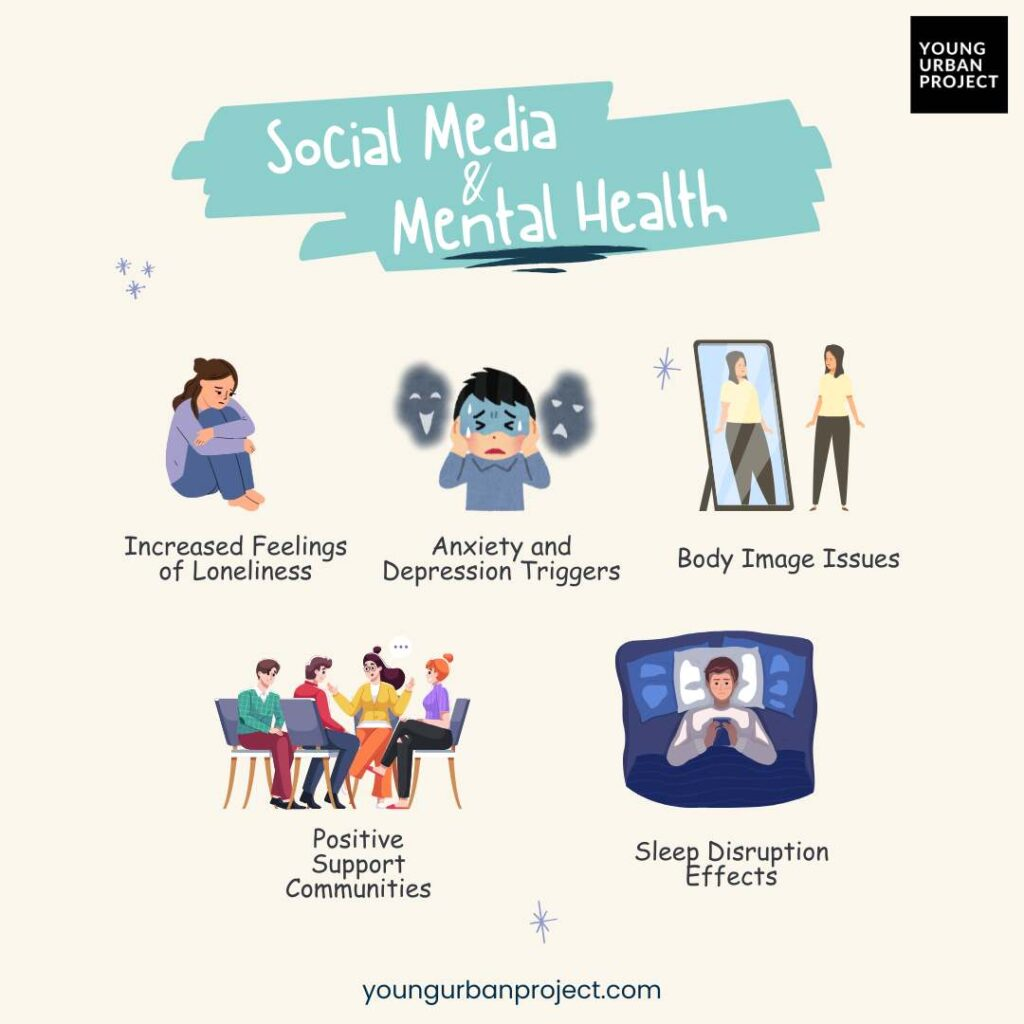 YOUNG
URBAN
PROJECT
Social Media
&
Mental Health
Increased Feelings
of Loneliness
Anxiety and
Depression Triggers
Body Image Issues
Positive
Support
Communities
Sleep Disruption
Effects
youngurbanproject.com